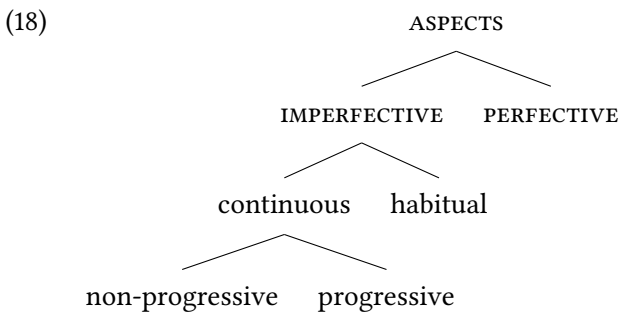 (18) ASPECTS
IMPERFECTIVE PERFECTIVE
continuous habitual
non-progressive progressive